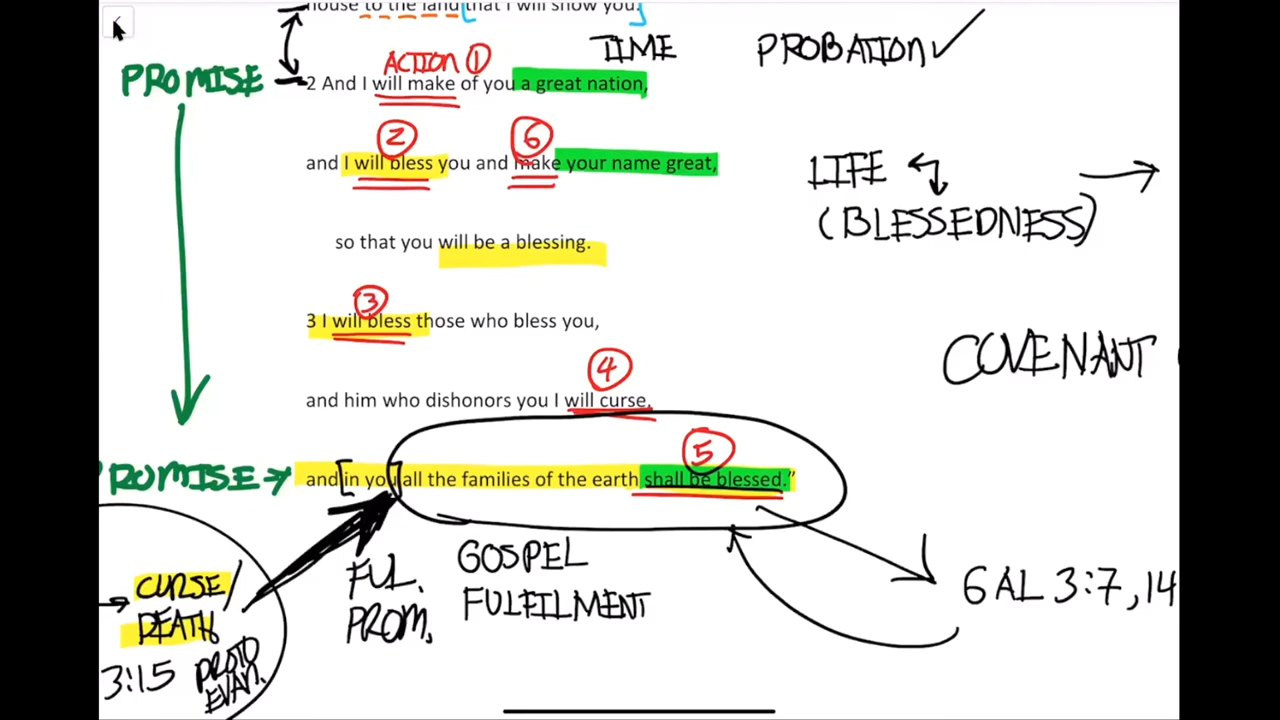 house to the land [that I will show you.]
TIME PROBATION
ACTION 1
PROMISE
2 And I will make of you a great nation,
2 6
and I will bless you and make your name great,
LIFE
(BLESSEDNESS)
so that you will be a blessing.
3
3 I will bless those who bless you,
COVENANT
4
and him who dishonors you I will curse.
5
PROMISE
and [in you] all the families of the earth shall be blessed.”
GOSPEL
FULFILMENT
FUL.
PROM.
GAL 3:7, 14
CURSE/
DEATH
3:15 PROTO
EVAN.